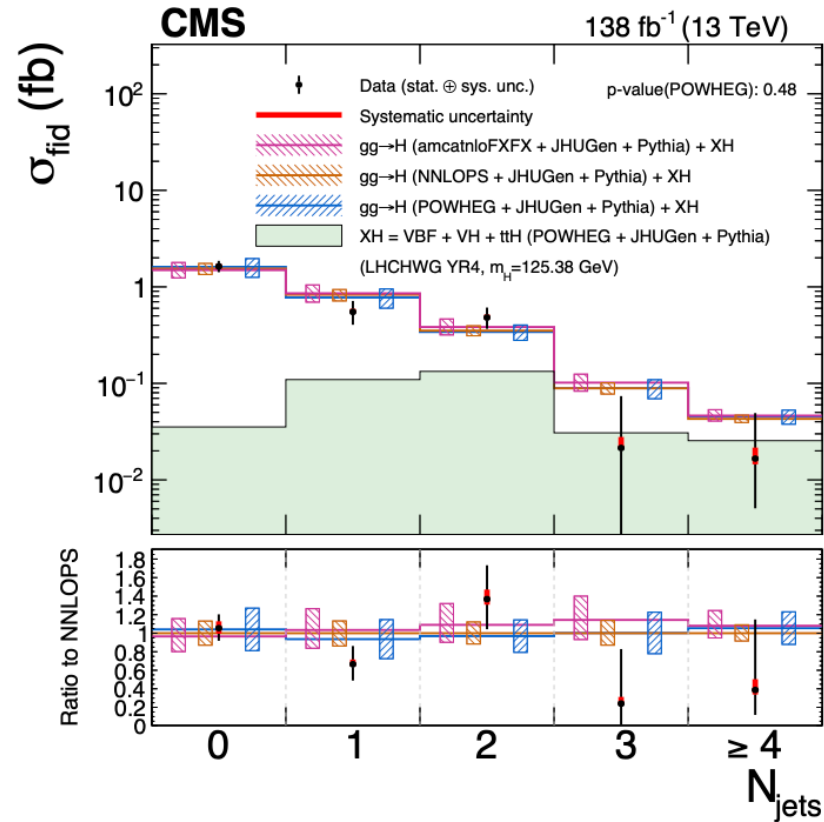 CMS 138 fb⁻¹ (13 TeV)
σfid (fb)
Data (stat. ⊕ sys. unc.) p-value(POWHEG): 0.48
Systematic uncertainty
gg→H (amcatnloFXFX + JHUGen + Pythia) + XH
gg→H (NNLOPS + JHUGen + Pythia) + XH
gg→H (POWHEG + JHUGen + Pythia) + XH
XH = VBF + VH + ttH (POWHEG + JHUGen + Pythia)
(LHCHWG YR4, mH=125.38 GeV)
10²
10
1
10⁻¹
10⁻²
Ratio to NNLOPS
1.8
1.6
1.4
1.2
1
0.8
0.6
0.4
0.2
0
0 1 2 3 ≥ 4
Njets